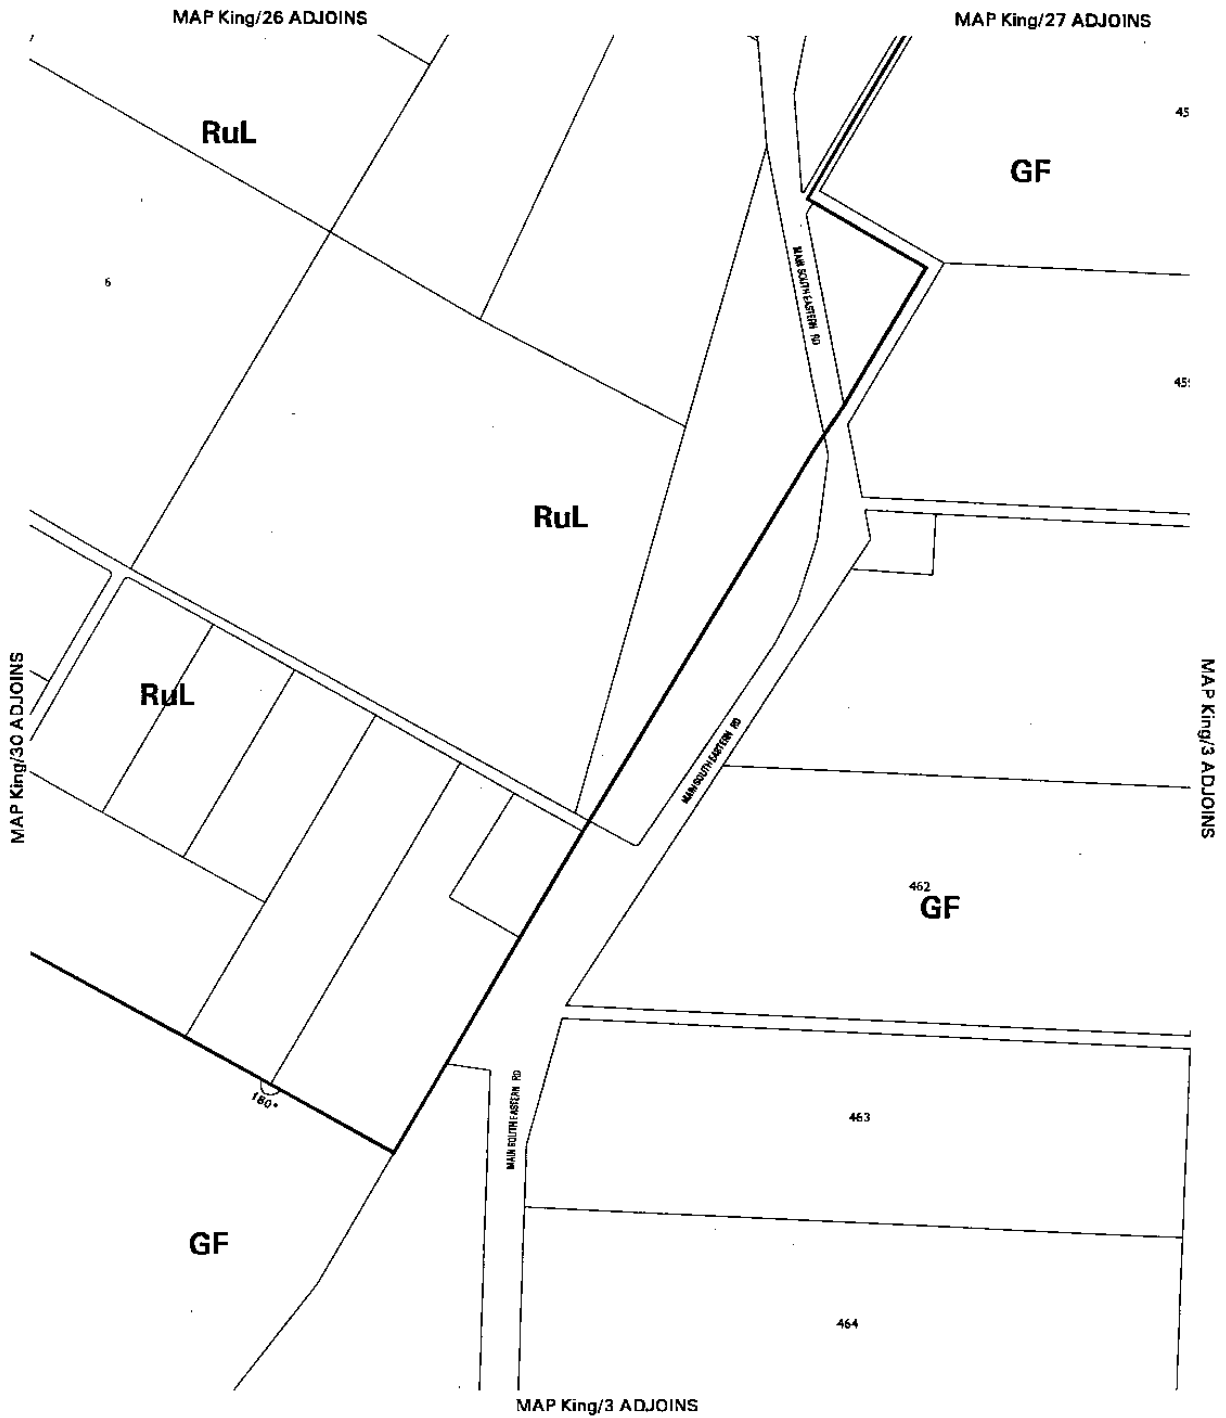 MAP King/26 ADJOINS
MAP King/27 ADJOINS
RuL
45
GF
6
MAIN SOUTH EASTERN RD
45
RuL
MAP King/30 ADJOINS
RuL
MAP King/3 ADJOINS
MAIN SOUTH EASTERN RD
462
GF
180°
MAIN SOUTH EASTERN RD
463
GF
464
MAP King/3 ADJOINS